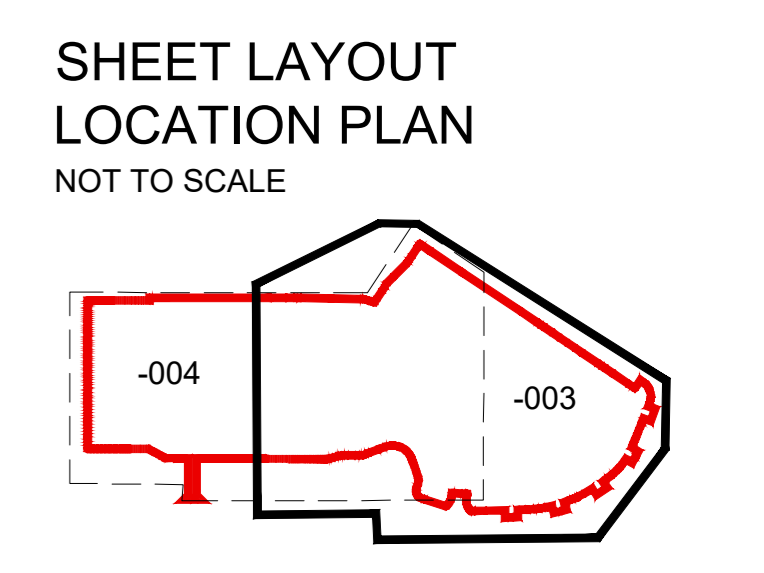 SHEET LAYOUT
LOCATION PLAN
NOT TO SCALE
-004
-003